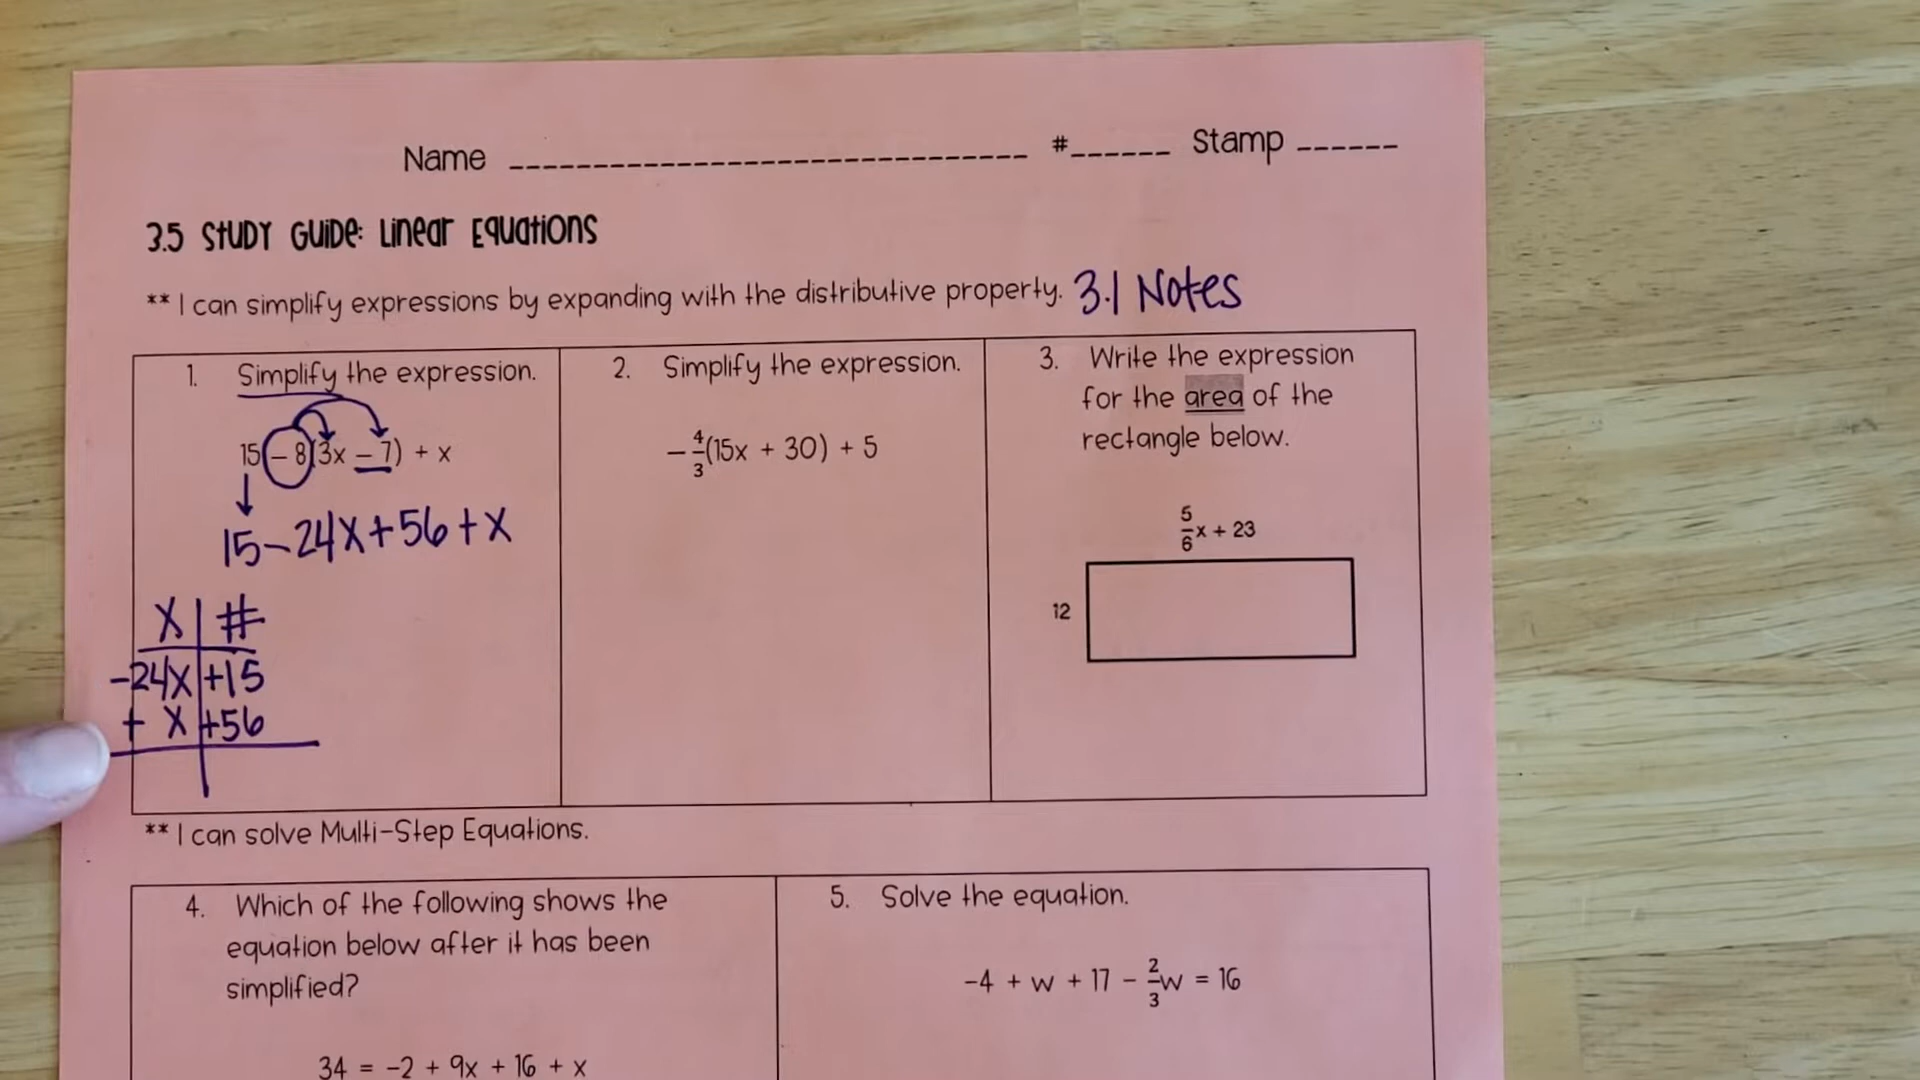 Name ______________________________ #______ Stamp ______
3.5 Study Guide: Linear Equations
** I can simplify expressions by expanding with the distributive property. 3.1 Notes
1. Simplify the expression.
15 - 8(3x - 7) + x
15-24x+56+x
x | #
-24x | +15
+ x | +56
2. Simplify the expression.
-4/3(15x + 30) + 5
3. Write the expression
for the area of the
rectangle below.
5/6x + 23
12
** I can solve Multi-Step Equations.
4. Which of the following shows the
equation below after it has been
simplified?
34 = -2 + 9x + 16 + x
5. Solve the equation.
-4 + w + 17 - 2/3w = 16